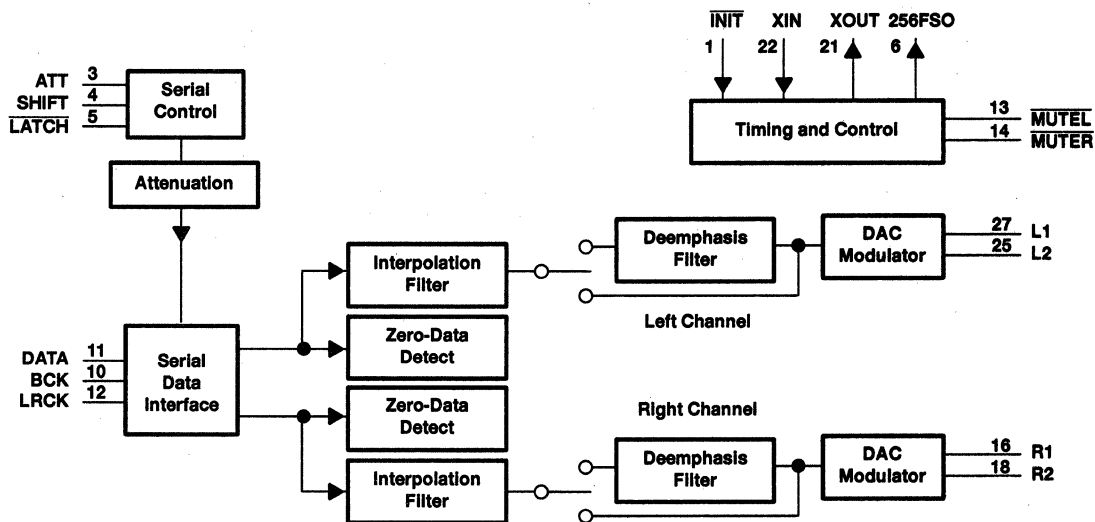 INIT XIN XOUT 256FSO
1 22 21 6
ATT 3
SHIFT 4
LATCH 5
Serial
Control
Timing and Control
13 MUTEL
14 MUTER
Attenuation
Interpolation
Filter
Deemphasis
Filter
DAC
Modulator
27 L1
25 L2
Left Channel
Zero-Data
Detect
DATA 11
BCK 10
LRCK 12
Serial
Data
Interface
Zero-Data
Detect
Right Channel
Interpolation
Filter
Deemphasis
Filter
DAC
Modulator
16 R1
18 R2